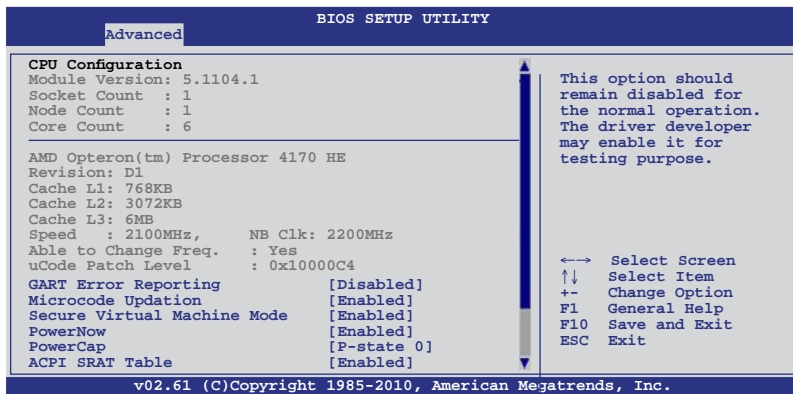 BIOS SETUP UTILITY
Advanced
CPU Configuration
Module Version: 5.1104.1
Socket Count : 1
Node Count : 1
Core Count : 6
AMD Opteron(tm) Processor 4170 HE
Revision: D1
Cache L1: 768KB
Cache L2: 3072KB
Cache L3: 6MB
Speed : 2100MHz, NB Clk: 2200MHz
Able to Change Freq. : Yes
uCode Patch Level : 0x10000C4
GART Error Reporting [Disabled]
Microcode Updation [Enabled]
Secure Virtual Machine Mode [Enabled]
PowerNow [Enabled]
PowerCap [P-state 0]
ACPI SRAT Table [Enabled]
This option should
remain disabled for
the normal operation.
The driver developer
may enable it for
testing purpose.
←→ Select Screen
↑↓ Select Item
+- Change Option
F1 General Help
F10 Save and Exit
ESC Exit
v02.61 (C)Copyright 1985-2010, American Megatrends, Inc.